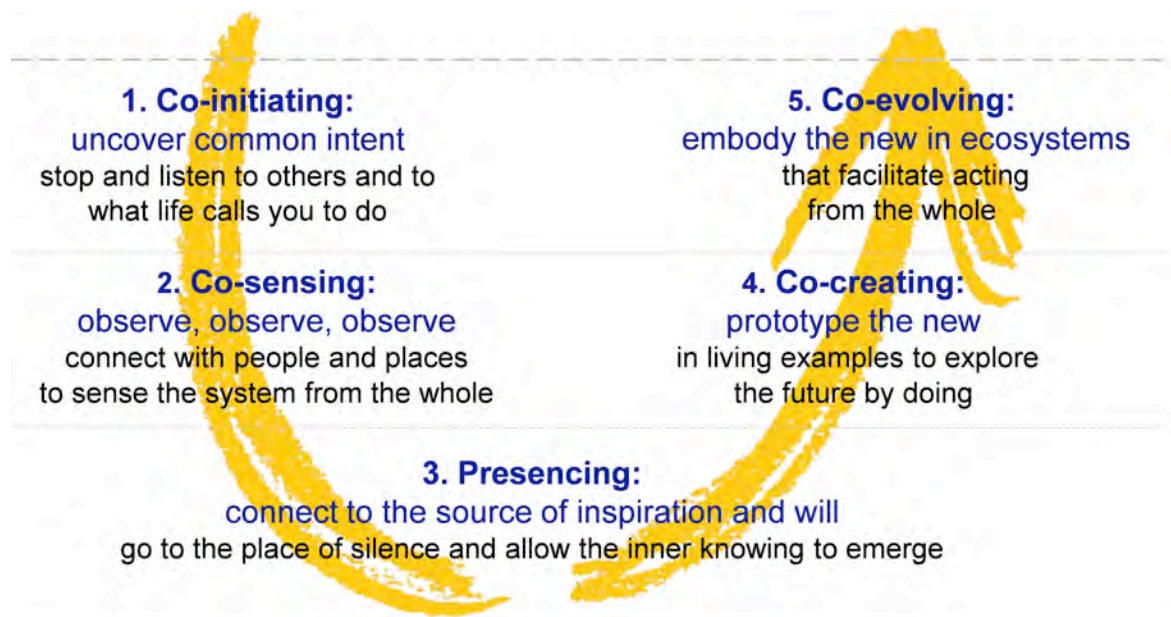 1. Co-initiating:
uncover common intent
stop and listen to others and to
what life calls you to do
2. Co-sensing:
observe, observe, observe
connect with people and places
to sense the system from the whole
3. Presencing:
connect to the source of inspiration and will
go to the place of silence and allow the inner knowing to emerge
4. Co-creating:
prototype the new
in living examples to explore
the future by doing
5. Co-evolving:
embody the new in ecosystems
that facilitate acting
from the whole